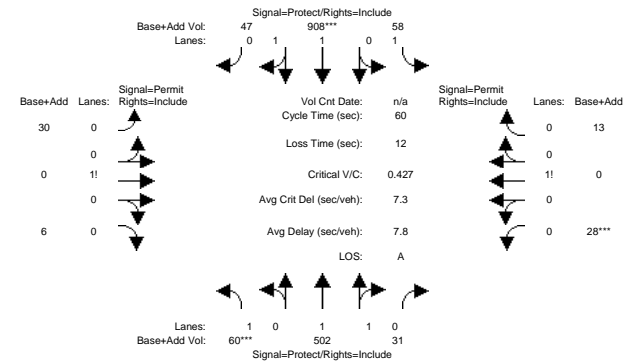 Signal=Protect/Rights=Include
Base+Add Vol: 47 908*** 58
Lanes: 0 1 1 0 1
Signal=Permit
Base+Add Lanes: Rights=Include
Vol Cnt Date: n/a
Signal=Permit
Rights=Include Lanes: Base+Add
Cycle Time (sec): 60
30 0
0 13
Loss Time (sec): 12
0
0
0 1! Critical V/C: 0.427 1! 0
0 Avg Crit Del (sec/veh): 7.3 0
6 0 Avg Delay (sec/veh): 7.8 0 28***
LOS: A
Lanes: 1 0 1 1 0
Base+Add Vol: 60*** 502 31
Signal=Protect/Rights=Include